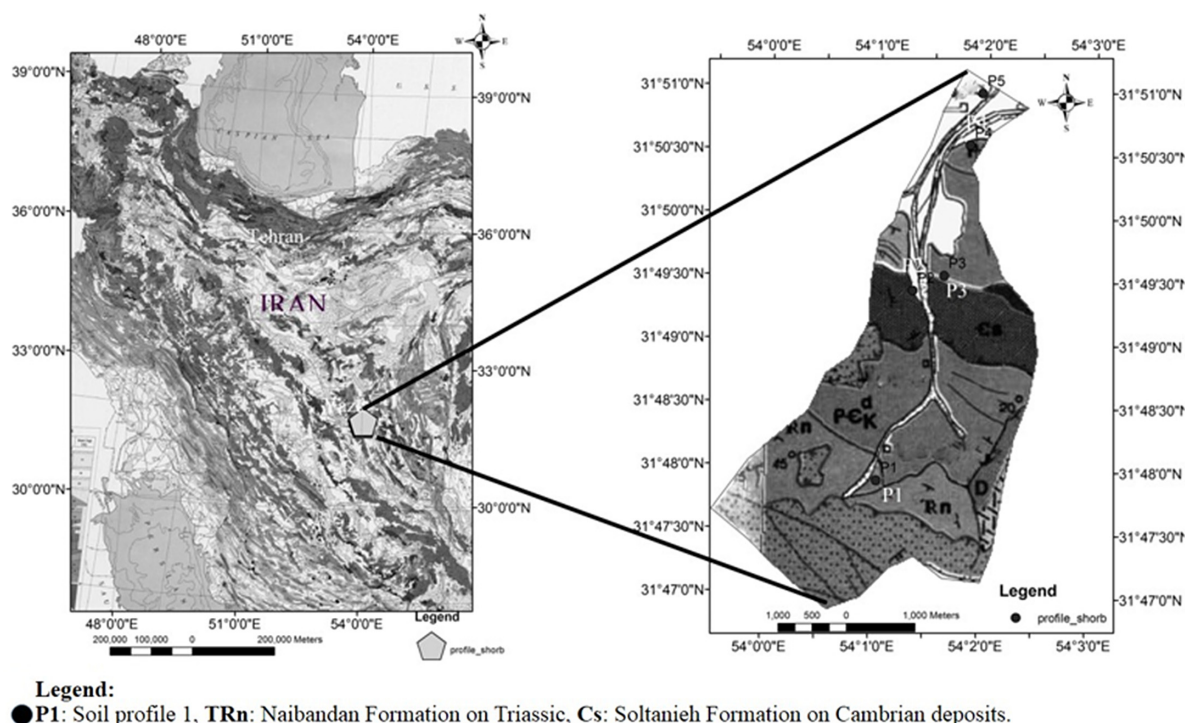 48°0'0"E 51°0'0"E 54°0'0"E
N
W E
S
39°0'0"N
39°0'0"N
CASPIAN SEA
36°0'0"N
36°0'0"N
Tehran
IRAN
33°0'0"N
33°0'0"N
30°0'0"N
30°0'0"N
48°0'0"E 51°0'0"E 54°0'0"E
200,000 100,000 0 200,000 Meters
Legend
profile_shorb
54°0'0"E 54°1'0"E 54°2'0"E 54°3'0"E
N
W E
S
31°51'0"N
31°51'0"N
P5
P4
31°50'30"N
31°50'30"N
31°50'0"N
31°50'0"N
31°49'30"N
31°49'30"N
P3
P3
31°49'0"N
31°49'0"N
Cs
31°48'30"N
31°48'30"N
20
PЄdK
Rn
45
31°48'0"N
31°48'0"N
P1
P1
D
Rn
31°47'30"N
31°47'30"N
31°47'0"N
31°47'0"N
Legend
profile_shorb
1,000 500 0 1,000 Meters
54°0'0"E 54°1'0"E 54°2'0"E 54°3'0"E
Legend:
P1: Soil profile 1, TRn: Naibandan Formation on Triassic, Cs: Soltanieh Formation on Cambrian deposits.